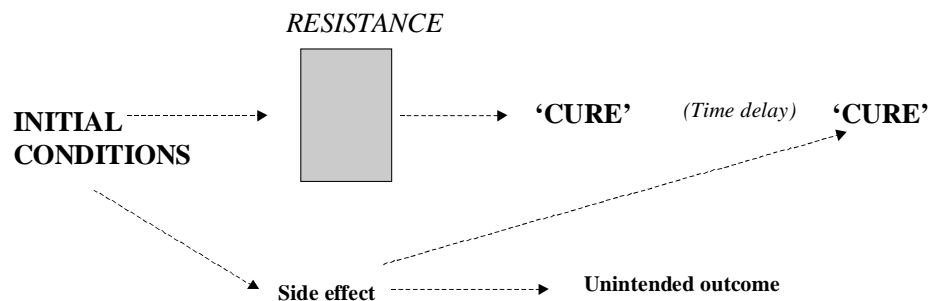 RESISTANCE
INITIAL
CONDITIONS
‘CURE’
(Time delay)
‘CURE’
Side effect
Unintended outcome